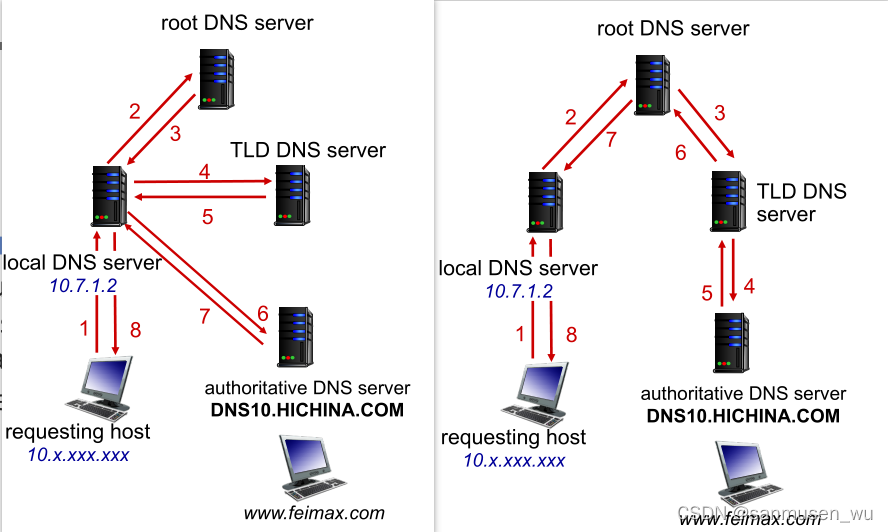 root DNS server
2
3
TLD DNS server
4
5
local DNS server
10.7.1.2
6
7
1
8
authoritative DNS server
DNS10.HICHINA.COM
requesting host
10.x.xxx.xxx
www.feimax.com
root DNS server
2
3
7
6
TLD DNS
server
local DNS server
10.7.1.2
5
4
1
8
authoritative DNS server
DNS10.HICHINA.COM
requesting host
10.x.xxx.xxx
www.feimax.com
CSDN @sanmusen_wu